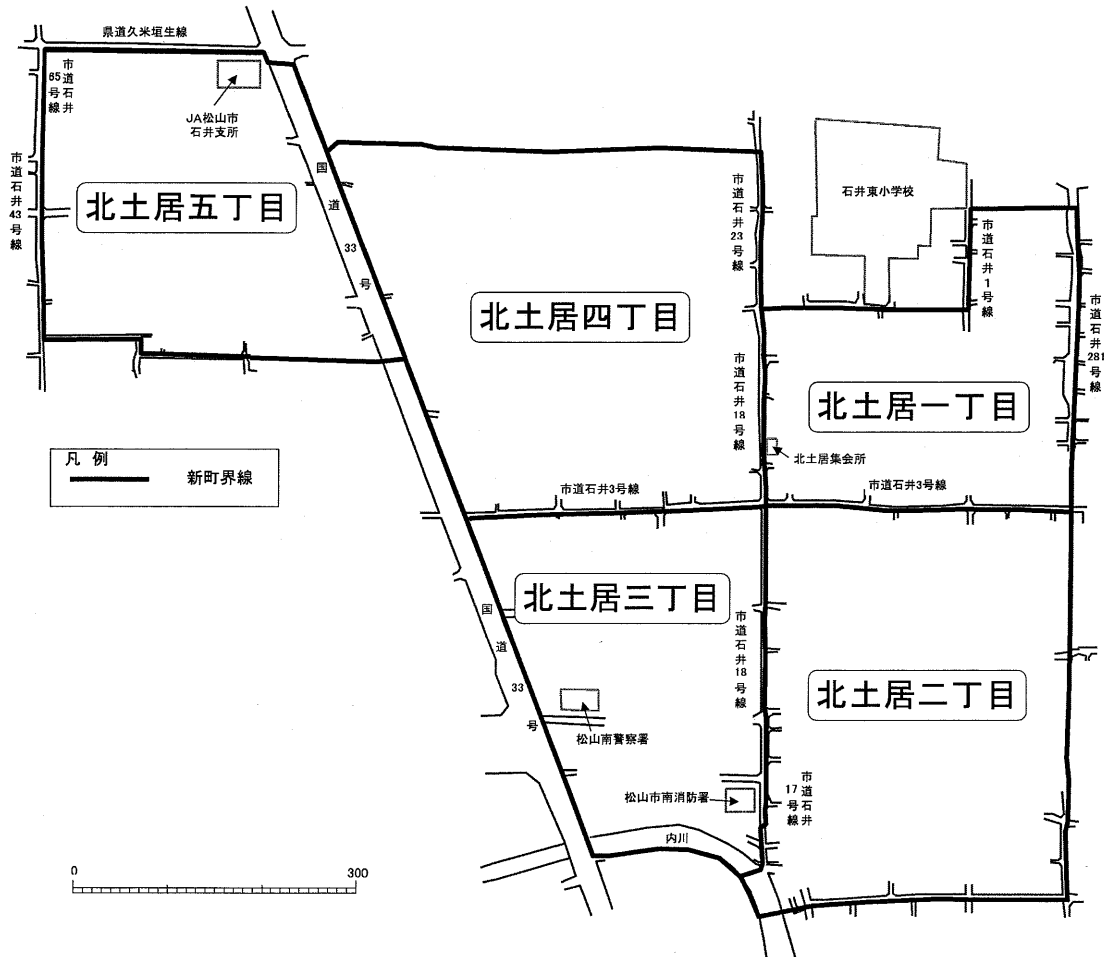 県道久米垣生線
市道石井
65号線
JA松山市
石井支所
市道石井43号線
北土居五丁目
国道33号
市道石井23号線
石井東小学校
市道石井1号線
市道石井281号線
北土居四丁目
市道石井18号線
北土居一丁目
北土居集会所
凡例
新町界線
市道石井3号線
市道石井3号線
北土居三丁目
国道33号
市道石井18号線
北土居二丁目
松山南警察署
松山市南消防署
市道石井
17号線
内川
0
300